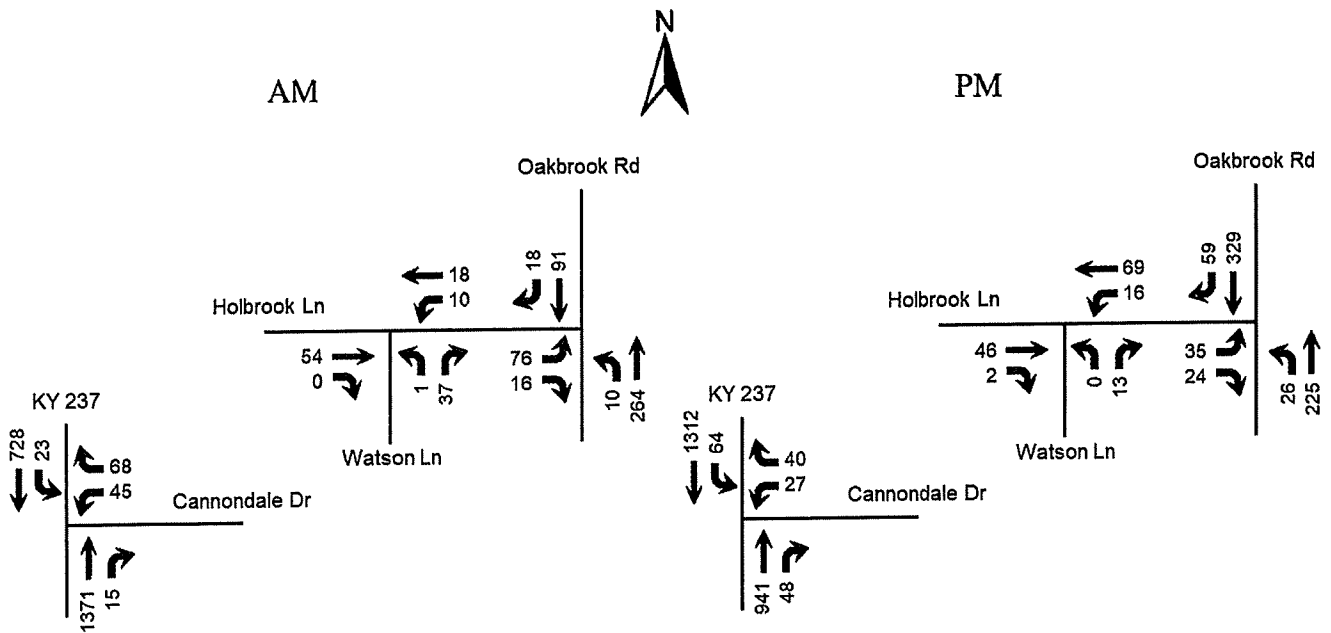 N
AM
PM
Oakbrook Rd
18
91
18
10
Holbrook Ln
54
0
1
37
76
16
10
264
Watson Ln
KY 237
728
23
68
45
Cannondale Dr
1371
15
Oakbrook Rd
59
329
69
16
Holbrook Ln
46
2
0
13
35
24
26
225
Watson Ln
KY 237
1312
64
40
27
Cannondale Dr
941
48